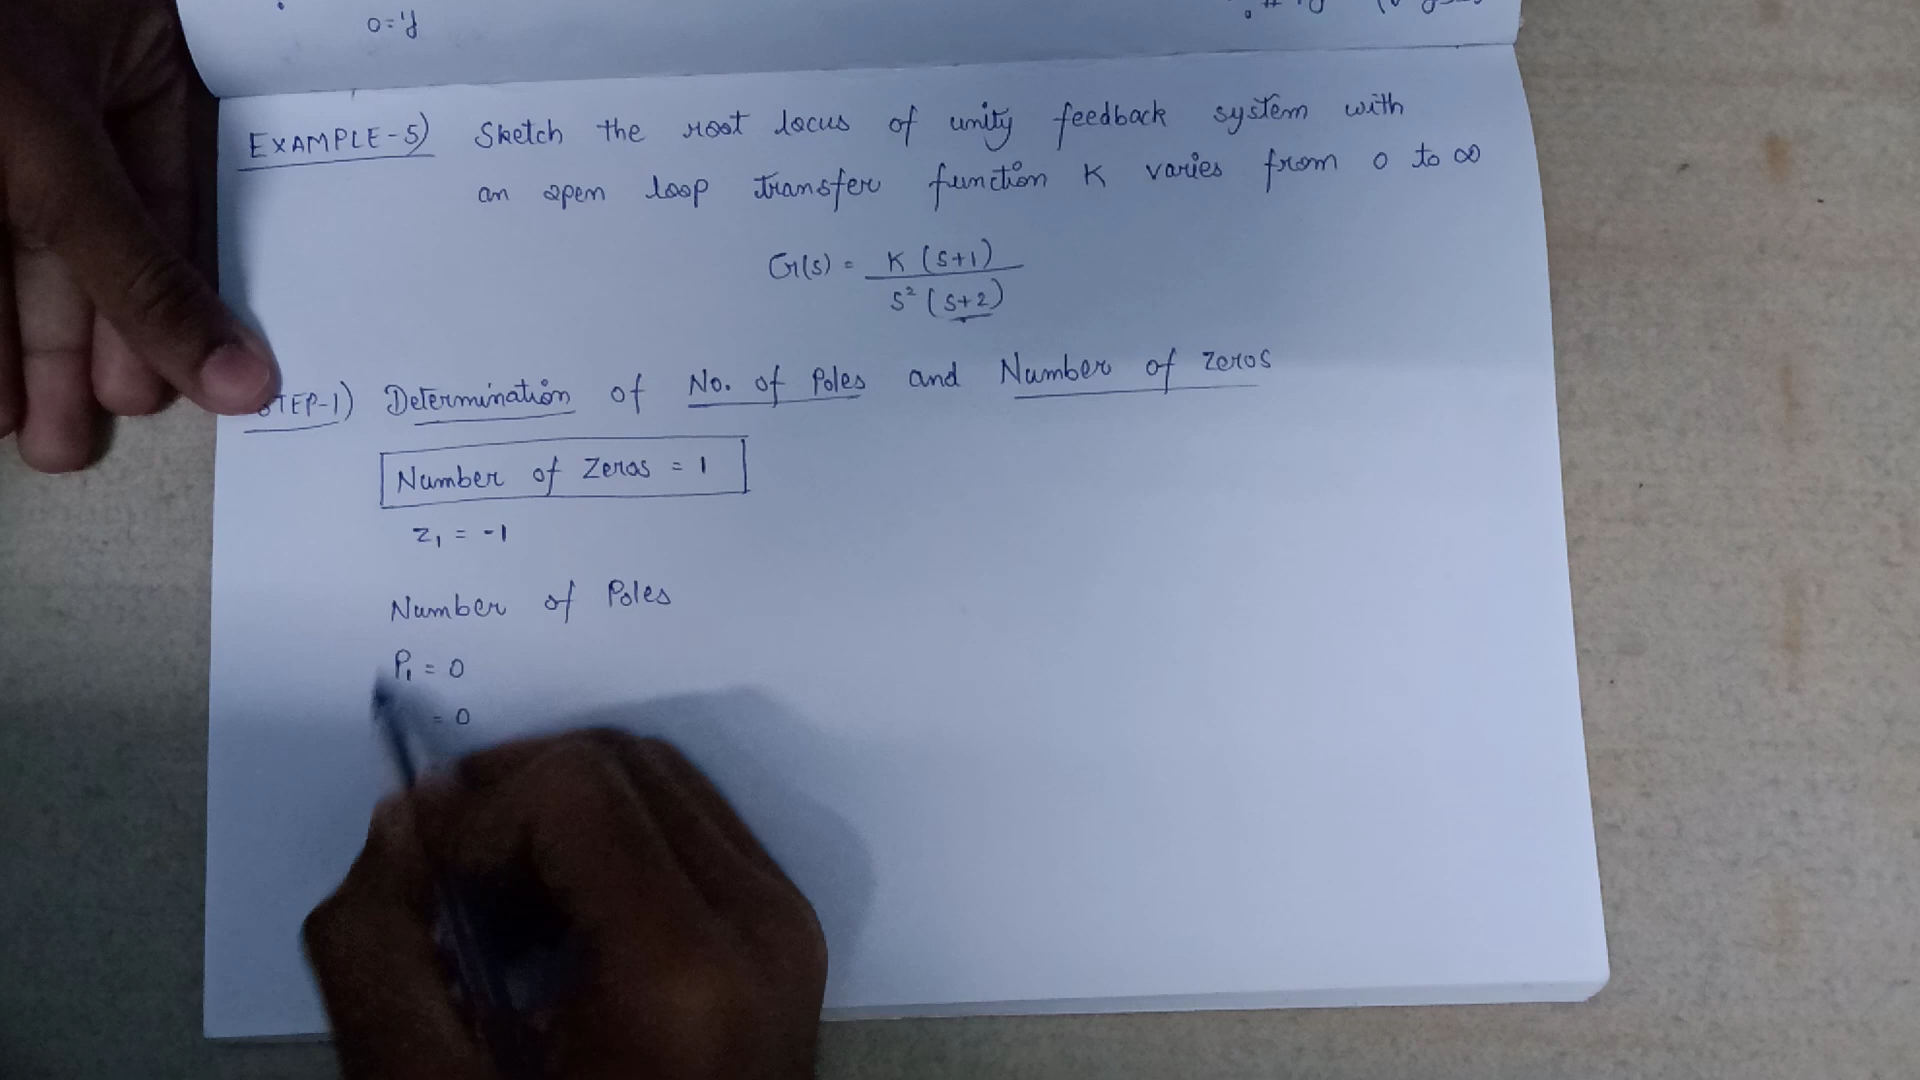 0=y
EXAMPLE-5) Sketch the root locus of unity feedback system with
an open loop transfer function K varies from 0 to ∞
G(s) = K (s+1)
s² (s+2)
STEP-1) Determination of No. of Poles and Number of zeros
Number of Zeros = 1
z₁ = -1
Number of Poles
P₁ = 0
= 0